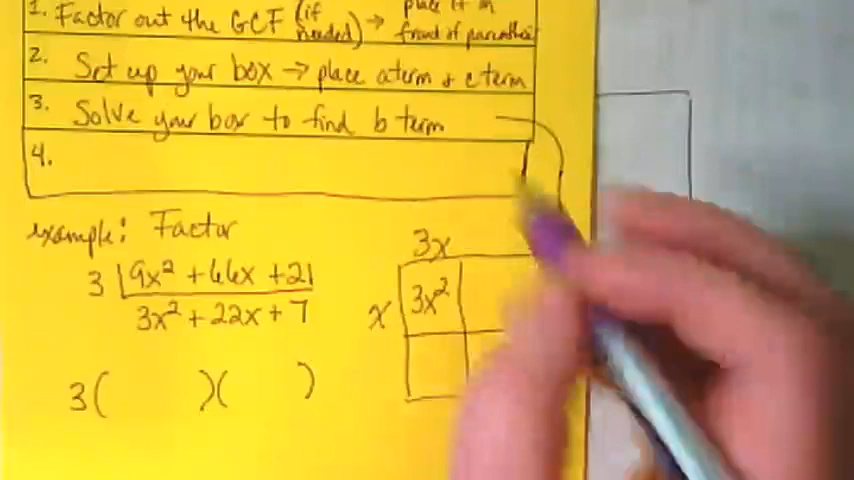 place it in
1. Factor out the GCF (if needed) → front of parenthesis
2. Set up your box → place a term & c term
3. Solve your box to find b term
4.
example: Factor
3x
3 9x² + 66x + 21
3x² + 22x + 7
x 3x²
3( )( )